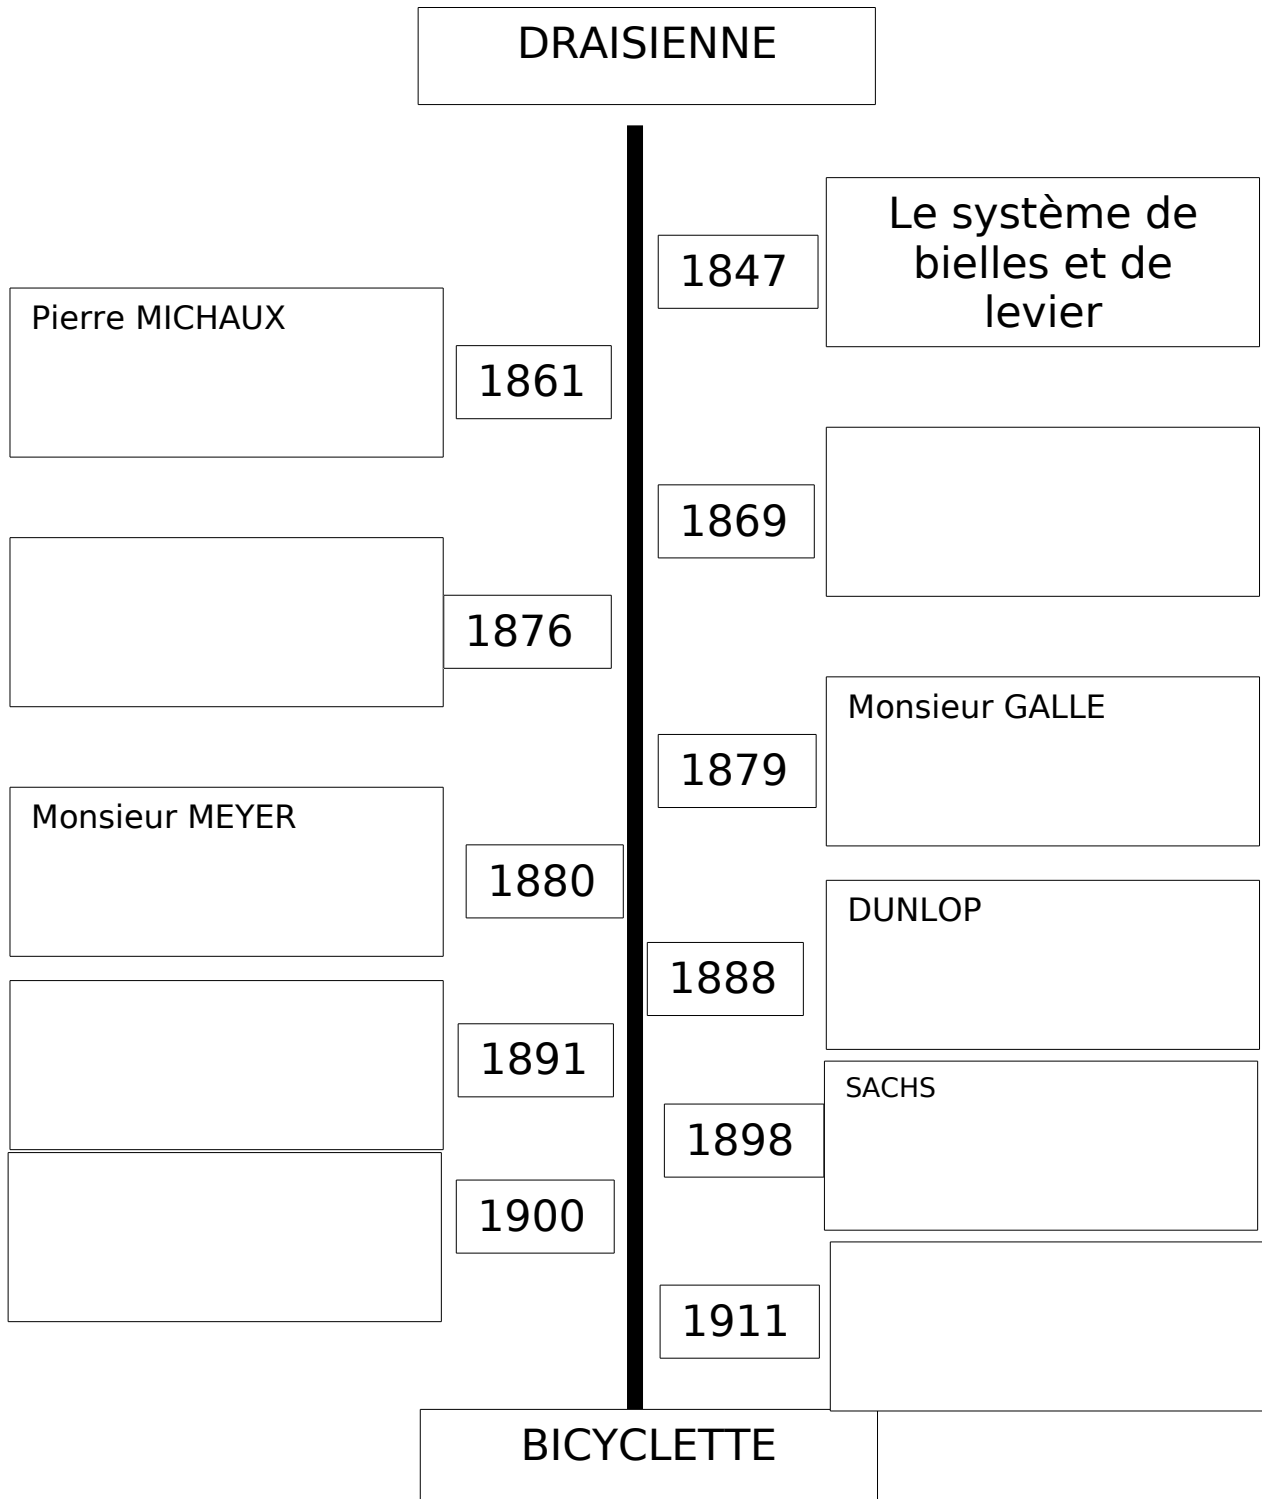 DRAISIENNE
1847
Le système de
bielles et de
levier
Pierre MICHAUX
1861
1869
1876
Monsieur GALLE
1879
Monsieur MEYER
1880
DUNLOP
1888
1891
SACHS
1898
1900
1911
BICYCLETTE